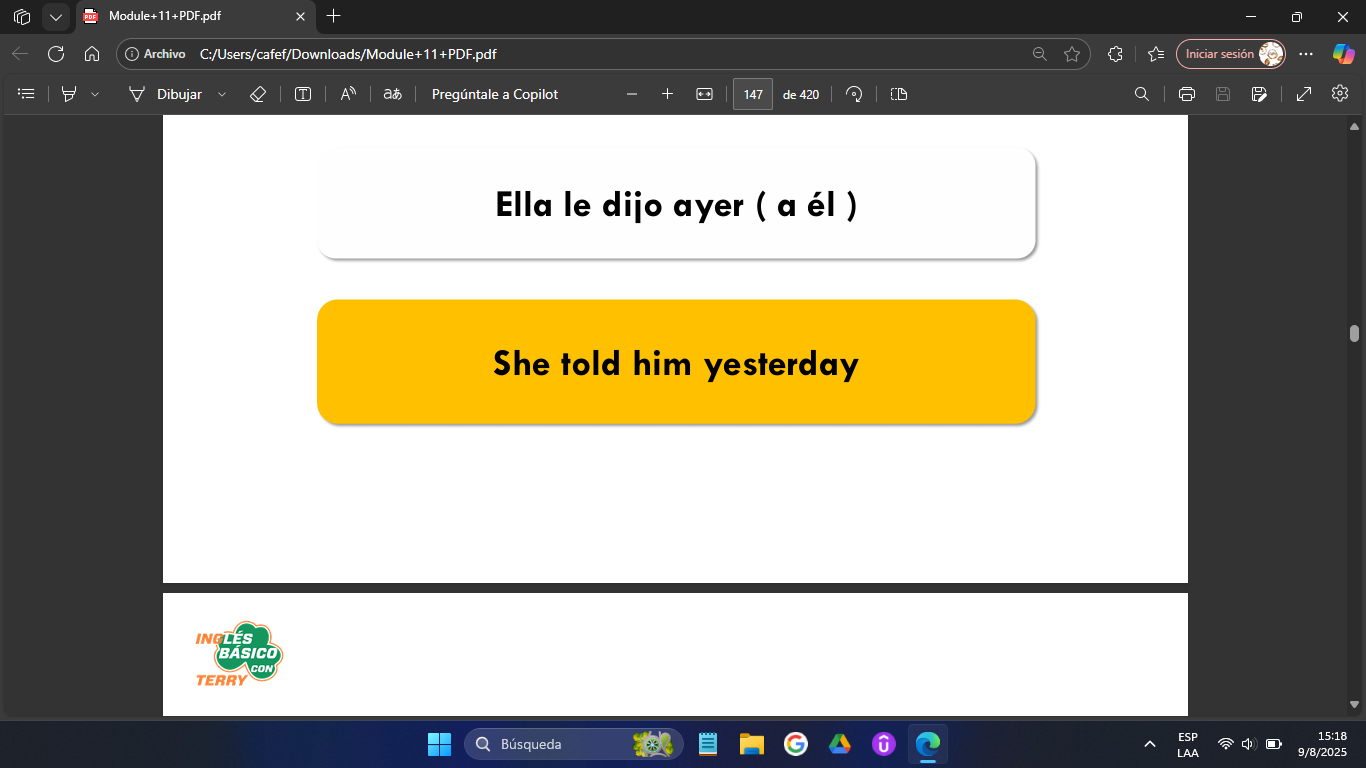 Module+11+PDF.pdf
Archivo C:/Users/cafef/Downloads/Module+11+PDF.pdf Iniciar sesión
Dibujar Pregúntale a Copilot 147 de 420
Ella le dijo ayer ( a él )
She told him yesterday
INGLÉS
BÁSICO
CON
TERRY
Búsqueda
ESP
LAA
15:18
9/8/2025